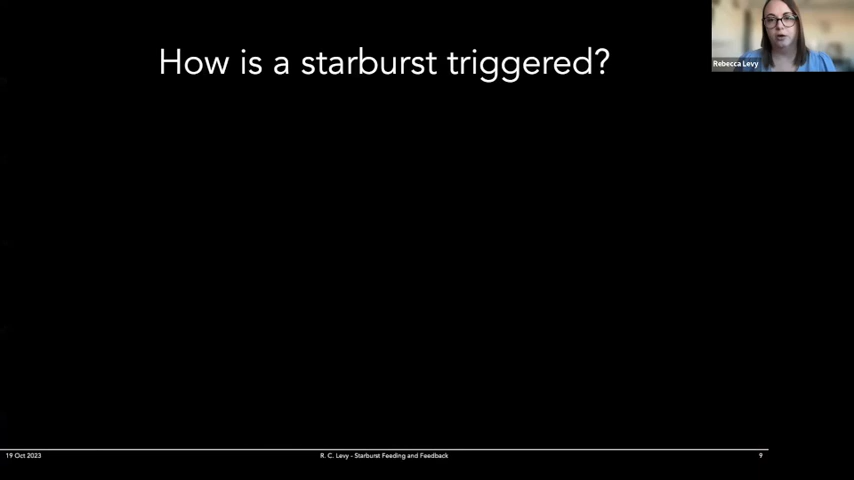 How is a starburst triggered?
Rebecca Levy
19 Oct 2023
R. C. Levy - Starburst Feeding and Feedback
9